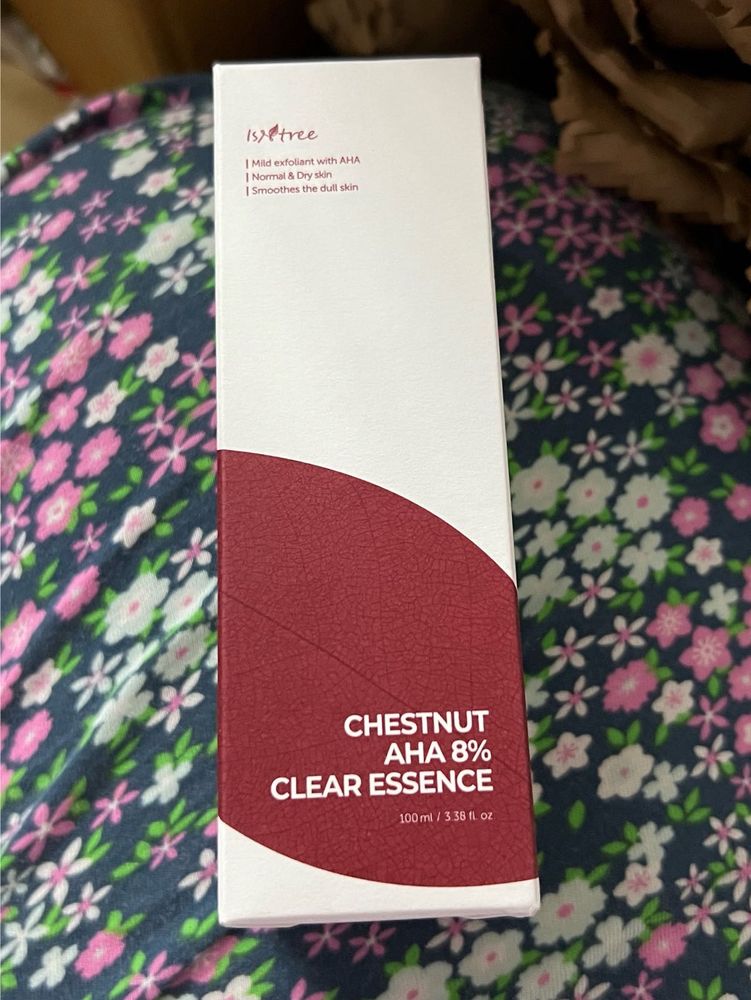 Isntree
Mild exfoliant with AHA
Normal & Dry skin
Smoothes the dull skin
CHESTNUT
AHA 8%
CLEAR ESSENCE
100 ml / 3.38 fl. oz